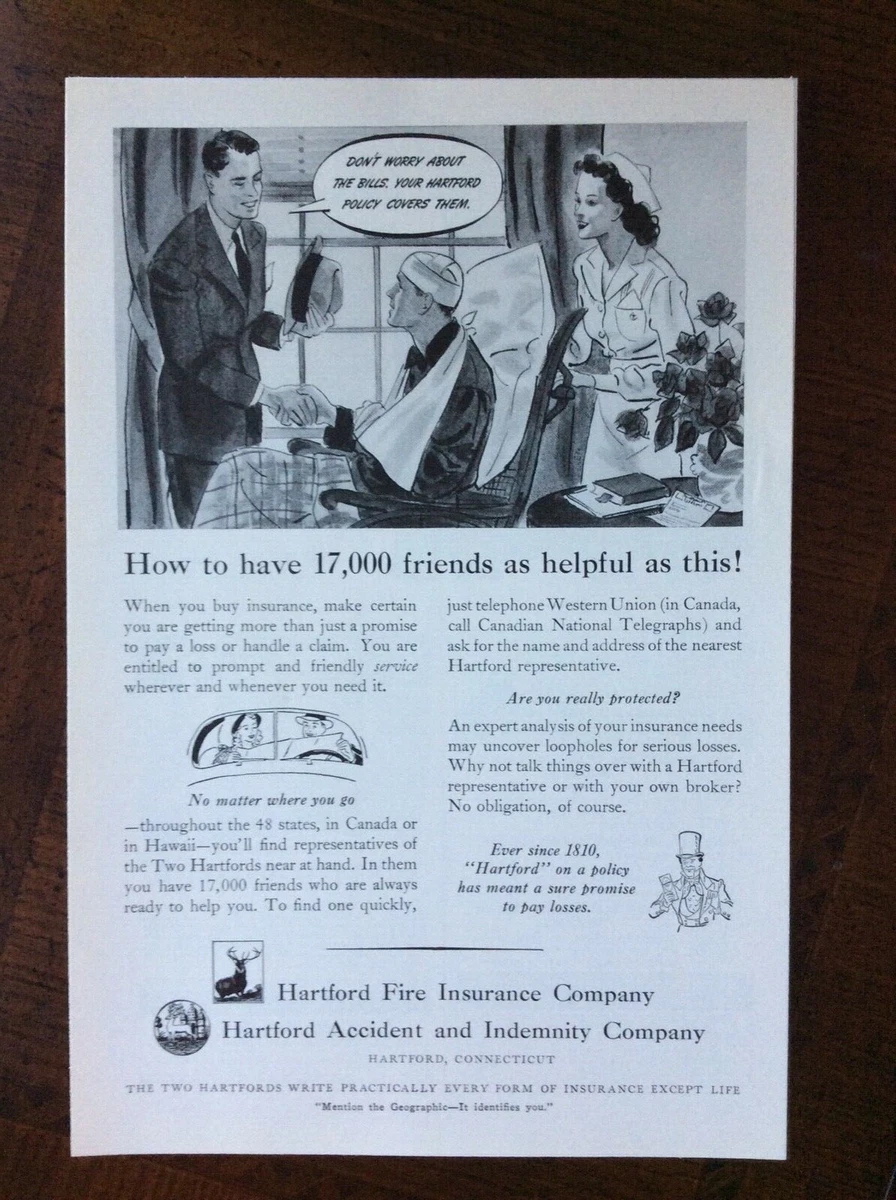 DON'T WORRY ABOUT
THE BILLS. YOUR HARTFORD
POLICY COVERS THEM.
How to have 17,000 friends as helpful as this!
When you buy insurance, make certain
you are getting more than just a promise
to pay a loss or handle a claim. You are
entitled to prompt and friendly service
wherever and whenever you need it.
No matter where you go
—throughout the 48 states, in Canada or
in Hawaii—you'll find representatives of
the Two Hartfords near at hand. In them
you have 17,000 friends who are always
ready to help you. To find one quickly,
just telephone Western Union (in Canada,
call Canadian National Telegraphs) and
ask for the name and address of the nearest
Hartford representative.
Are you really protected?
An expert analysis of your insurance needs
may uncover loopholes for serious losses.
Why not talk things over with a Hartford
representative or with your own broker?
No obligation, of course.
Ever since 1810,
"Hartford" on a policy
has meant a sure promise
to pay losses.
Hartford Fire Insurance Company
Hartford Accident and Indemnity Company
HARTFORD, CONNECTICUT
THE TWO HARTFORDS WRITE PRACTICALLY EVERY FORM OF INSURANCE EXCEPT LIFE
"Mention the Geographic—It identifies you."